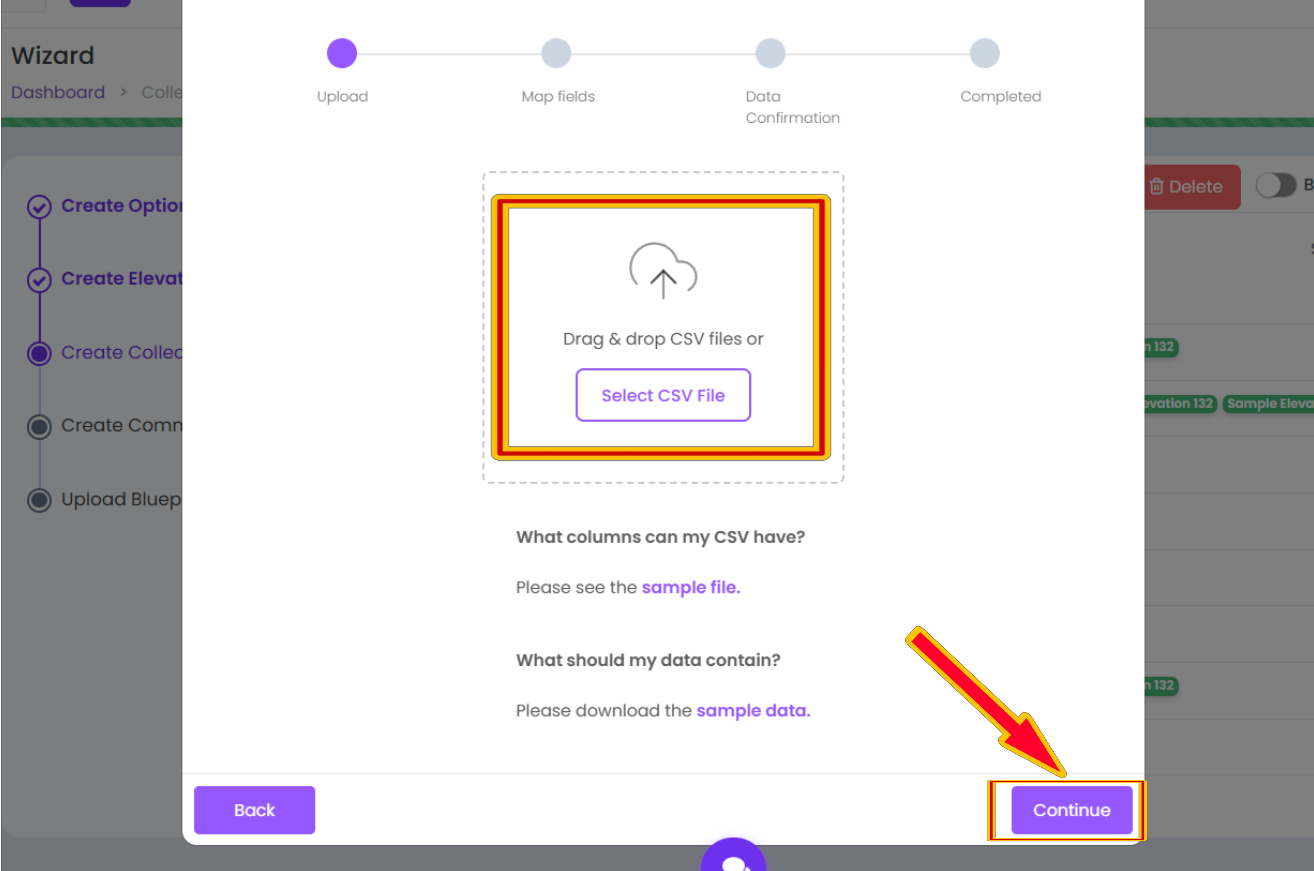 Wizard
Dashboard > Colle
Upload
Map fields
Data
Confirmation
Completed
Create Option
Create Elevat
Create Collec
Create Comn
Upload Bluep
Drag & drop CSV files or
Select CSV File
What columns can my CSV have?
Please see the sample file.
What should my data contain?
Please download the sample data.
Back
Continue
Delete
B
n 132
evation 132 Sample Eleva
n 132